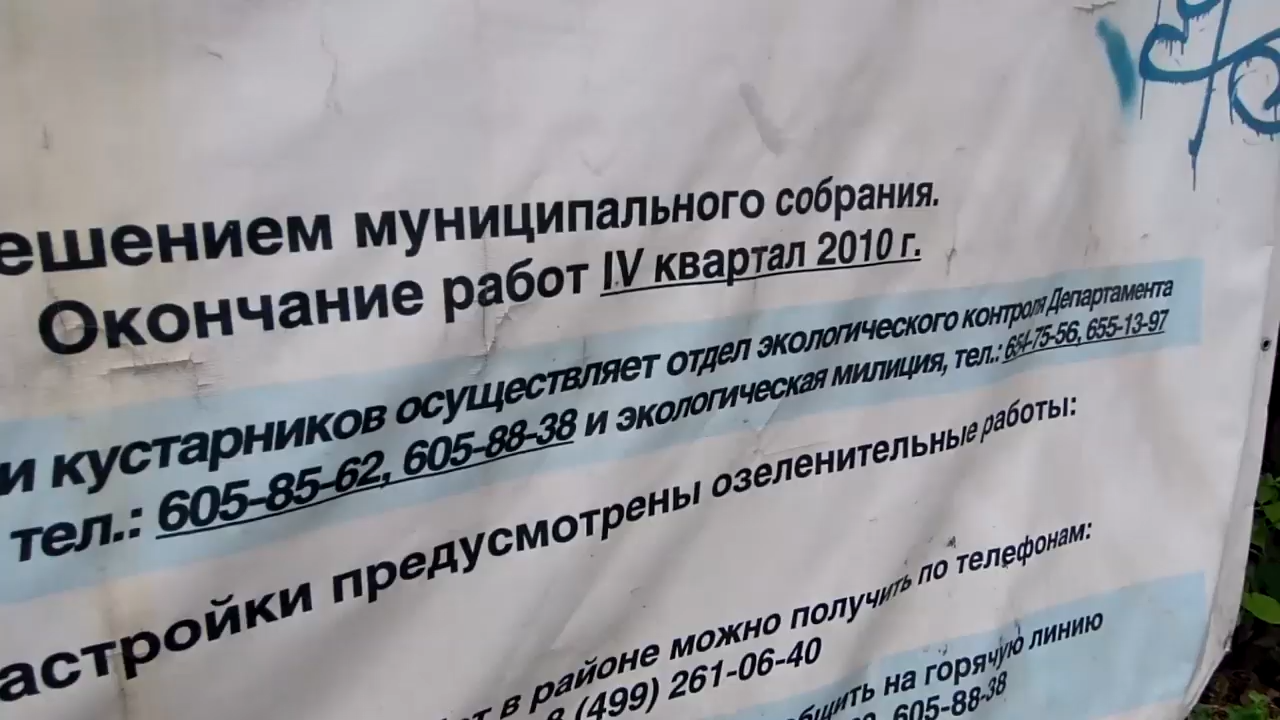 ешением муниципального собрания.
Окончание работ IV квартал 2010 г.
и кустарников осуществляет отдел экологического контроля Департамента
тел.: 605-85-62, 605-88-38 и экологическая милиция, тел.: 654-75-56, 655-13-97
астройки предусмотрены озеленительные работы:
т в районе можно получить по телефонам:
8 (499) 261-06-40
бщить на горячую линию
605-88-38